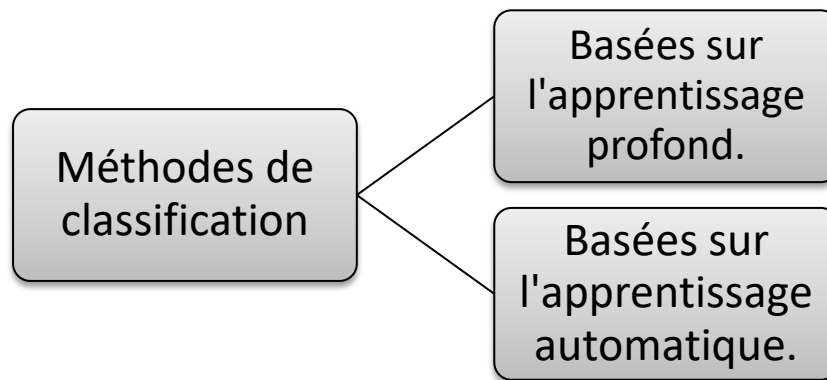 Méthodes de
classification
Basées sur
l'apprentissage
profond.
Basées sur
l'apprentissage
automatique.